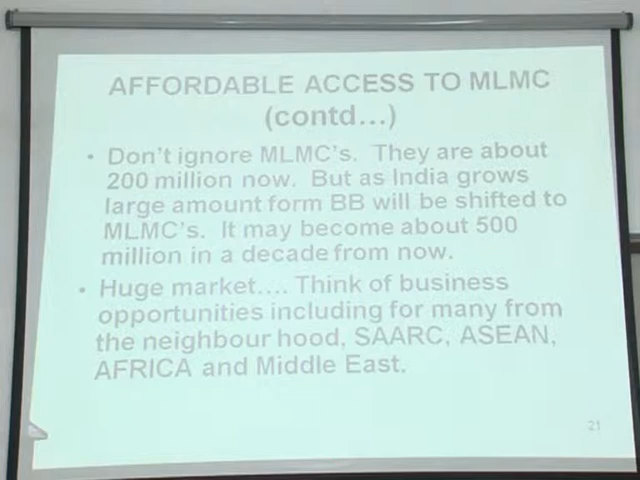 AFFORDABLE ACCESS TO MLMC
(contd...)
• Don't ignore MLMC's. They are about
200 million now. But as India grows
large amount form BB will be shifted to
MLMC's. It may become about 500
million in a decade from now.
• Huge market.... Think of business
opportunities including for many from
the neighbour hood, SAARC, ASEAN,
AFRICA and Middle East.
21